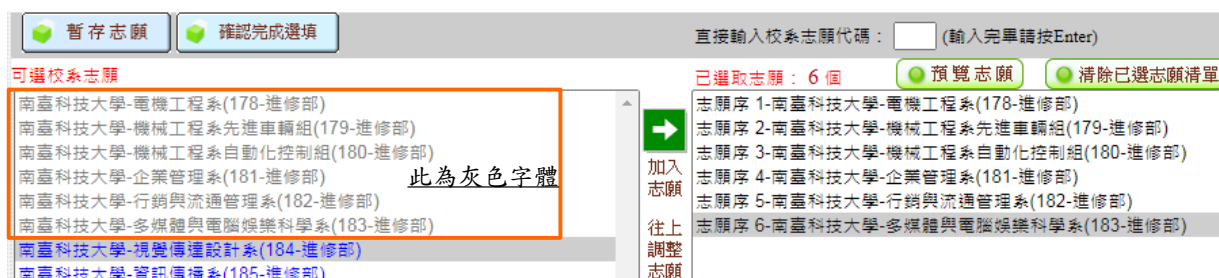 暫存志願
確認完成選填
直接輸入校系志願代碼：
(輸入完畢請按Enter)
可選校系志願
已選取志願：6個
預覽志願
清除已選志願清單
南臺科技大學-電機工程系(178-進修部)
南臺科技大學-機械工程系先進車輛組(179-進修部)
南臺科技大學-機械工程系自動化控制組(180-進修部)
南臺科技大學-企業管理系(181-進修部)
南臺科技大學-行銷與流通管理系(182-進修部)
南臺科技大學-多媒體與電腦娛樂科學系(183-進修部)
南臺科技大學-視覺傳達設計系(184-進修部)
南臺科技大學-資訊傳播系(185-進修部)
此為灰色字體
加入
志願
往上
調整
志願
志願序 1-南臺科技大學-電機工程系(178-進修部)
志願序 2-南臺科技大學-機械工程系先進車輛組(179-進修部)
志願序 3-南臺科技大學-機械工程系自動化控制組(180-進修部)
志願序 4-南臺科技大學-企業管理系(181-進修部)
志願序 5-南臺科技大學-行銷與流通管理系(182-進修部)
志願序 6-南臺科技大學-多媒體與電腦娛樂科學系(183-進修部)